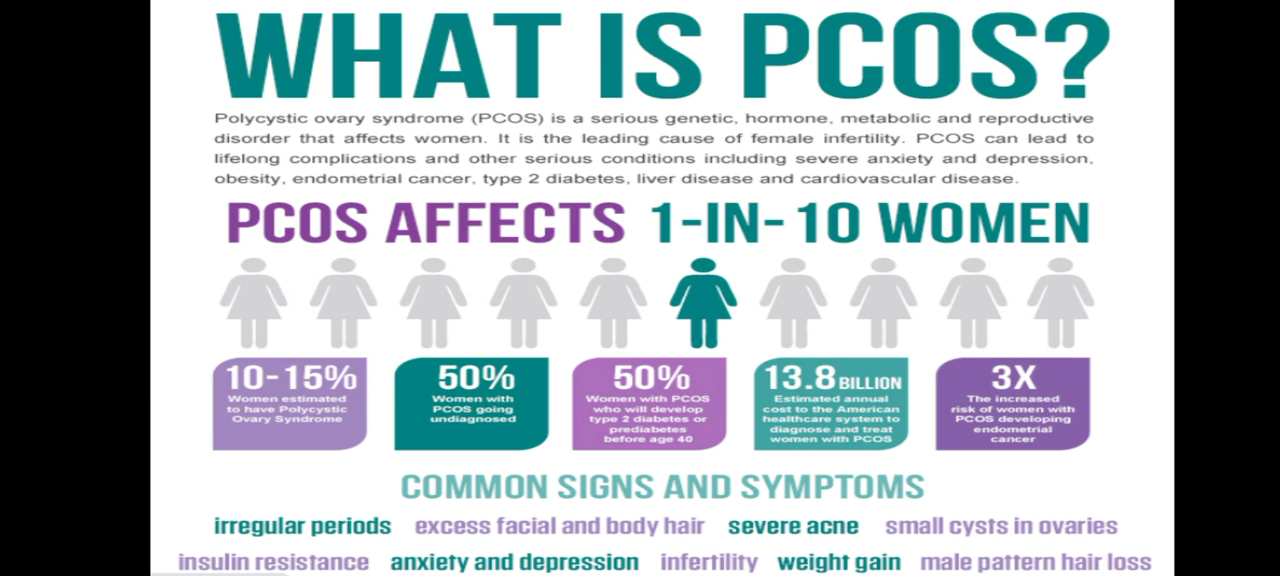 WHAT IS PCOS?
Polycystic ovary syndrome (PCOS) is a serious genetic, hormone, metabolic and reproductive
disorder that affects women. It is the leading cause of female infertility. PCOS can lead to
lifelong complications and other serious conditions including severe anxiety and depression,
obesity, endometrial cancer, type 2 diabetes, liver disease and cardiovascular disease.
PCOS AFFECTS 1-IN-10 WOMEN
10-15%
Women estimated
to have Polycystic
Ovary Syndrome
50%
Women with
PCOS going
undiagnosed
50%
Women with PCOS
who will develop
type 2 diabetes or
prediabetes
before age 40
13.8 BILLION
Estimated annual
cost to the American
healthcare system to
diagnose and treat
women with PCOS
3X
The increased
risk of women with
PCOS developing
endometrial
cancer
COMMON SIGNS AND SYMPTOMS
irregular periods excess facial and body hair severe acne small cysts in ovaries
insulin resistance anxiety and depression infertility weight gain male pattern hair loss